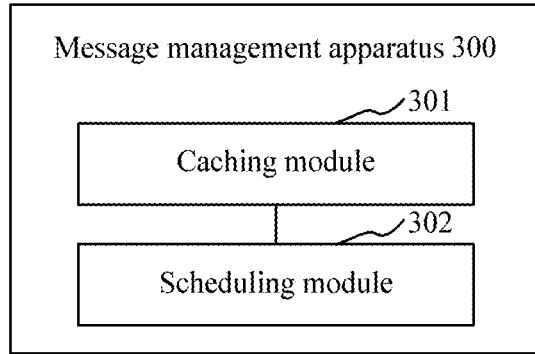 Message management apparatus 300
301
Caching module
302
Scheduling module